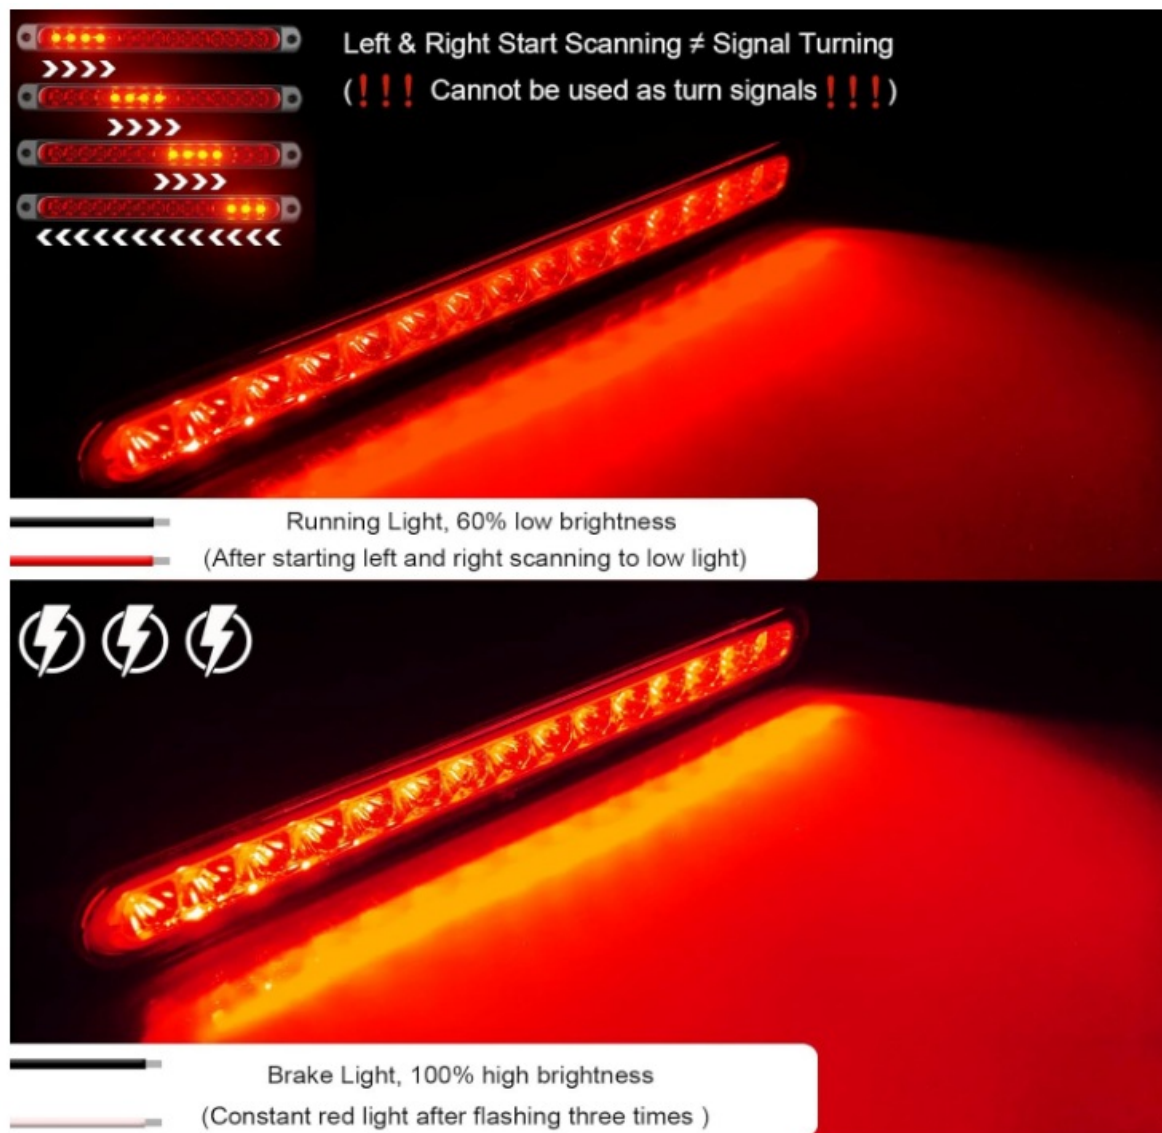 Left & Right Start Scanning ≠ Signal Turning
(❗❗❗ Cannot be used as turn signals❗❗❗)
Running Light, 60% low brightness
(After starting left and right scanning to low light)
Brake Light, 100% high brightness
(Constant red light after flashing three times )